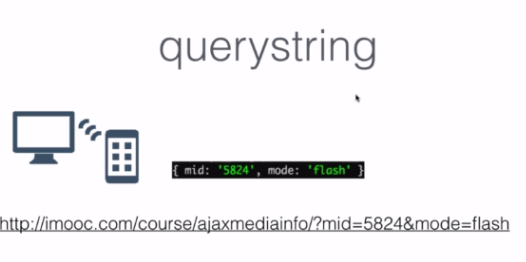 querystring
{ mid: '5824', mode: 'flash' }
http://imooc.com/course/ajaxmediainfo/?mid=5824&mode=flash